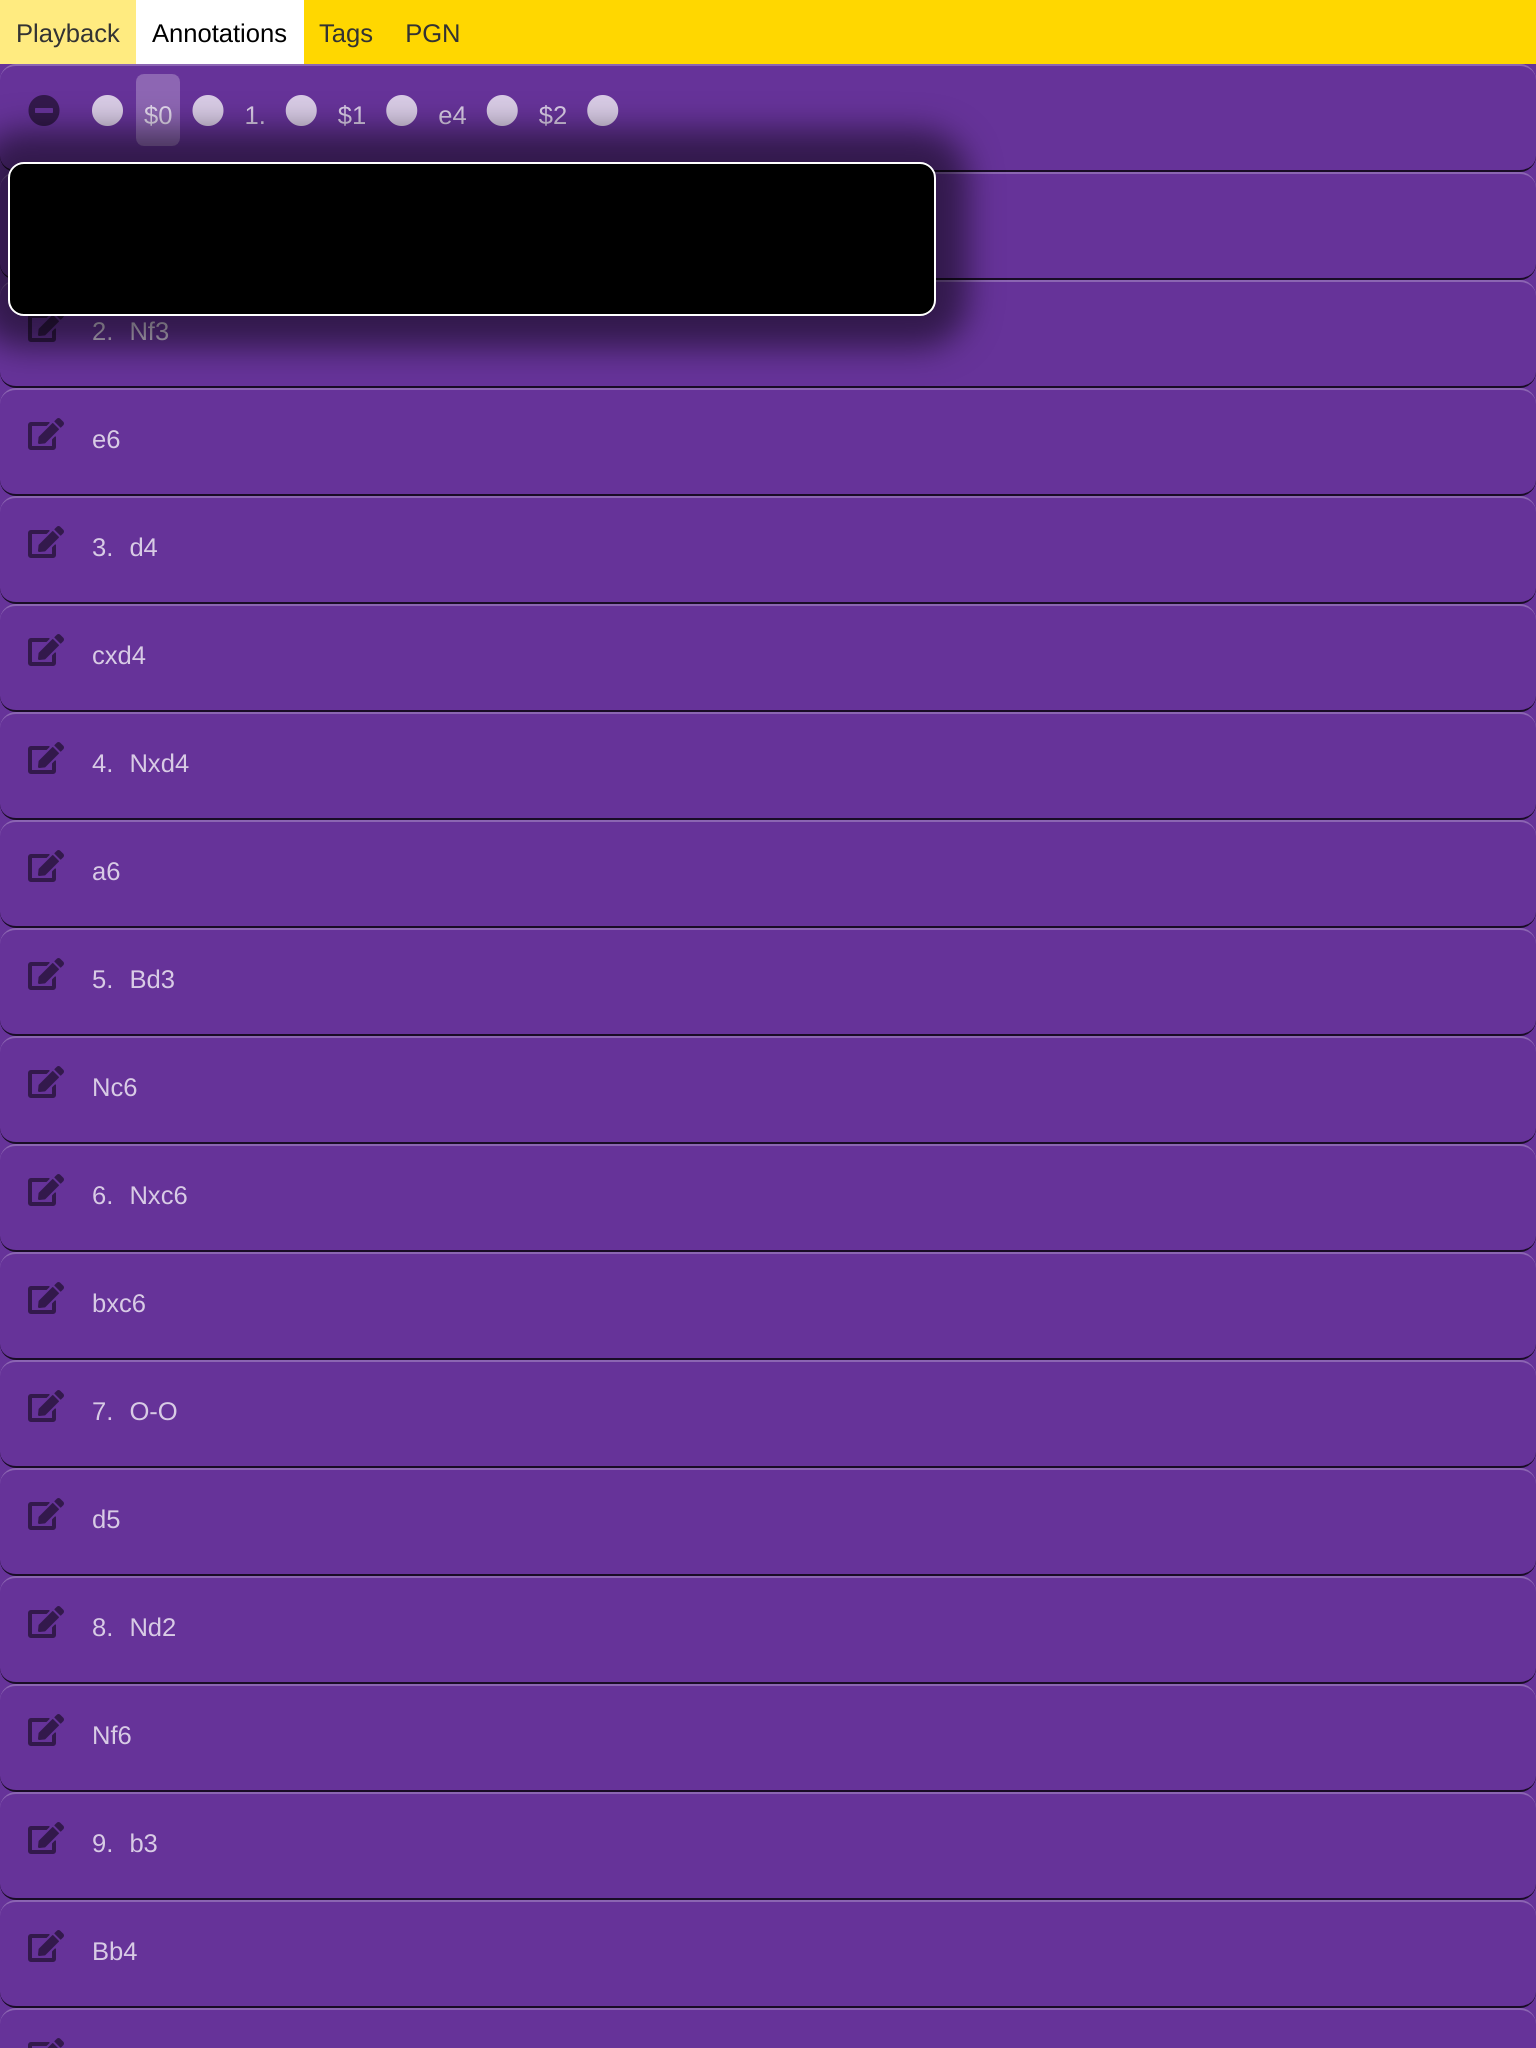 Playback Annotations Tags PGN
$0 1. $1 e4 $2
2. Nf3
e6
3. d4
cxd4
4. Nxd4
a6
5. Bd3
Nc6
6. Nxc6
bxc6
7. O-O
d5
8. Nd2
Nf6
9. b3
Bb4